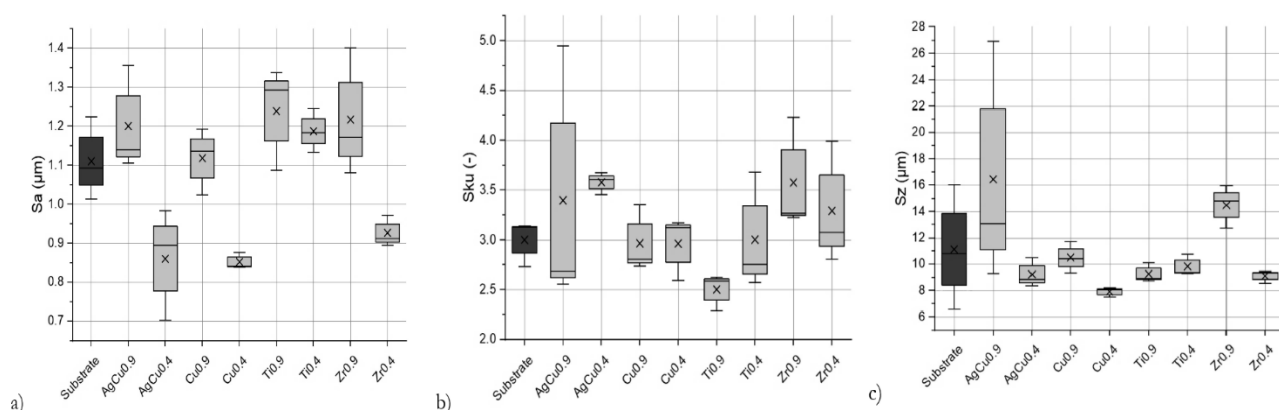 1.4
1.3
1.2
1.1
1.0
0.9
0.8
0.7
Sa (µm)
Substrate
AgCu0.9
AgCu0.4
Cu0.9
Cu0.4
Ti0.9
Ti0.4
Zr0.9
Zr0.4
a)
5.0
4.5
4.0
3.5
3.0
2.5
2.0
Sku (-)
Substrate
AgCu0.9
AgCu0.4
Cu0.9
Cu0.4
Ti0.9
Ti0.4
Zr0.9
Zr0.4
b)
28
26
24
22
20
18
16
14
12
10
8
6
Sz (µm)
Substrate
AgCu0.9
AgCu0.4
Cu0.9
Cu0.4
Ti0.9
Ti0.4
Zr0.9
Zr0.4
c)